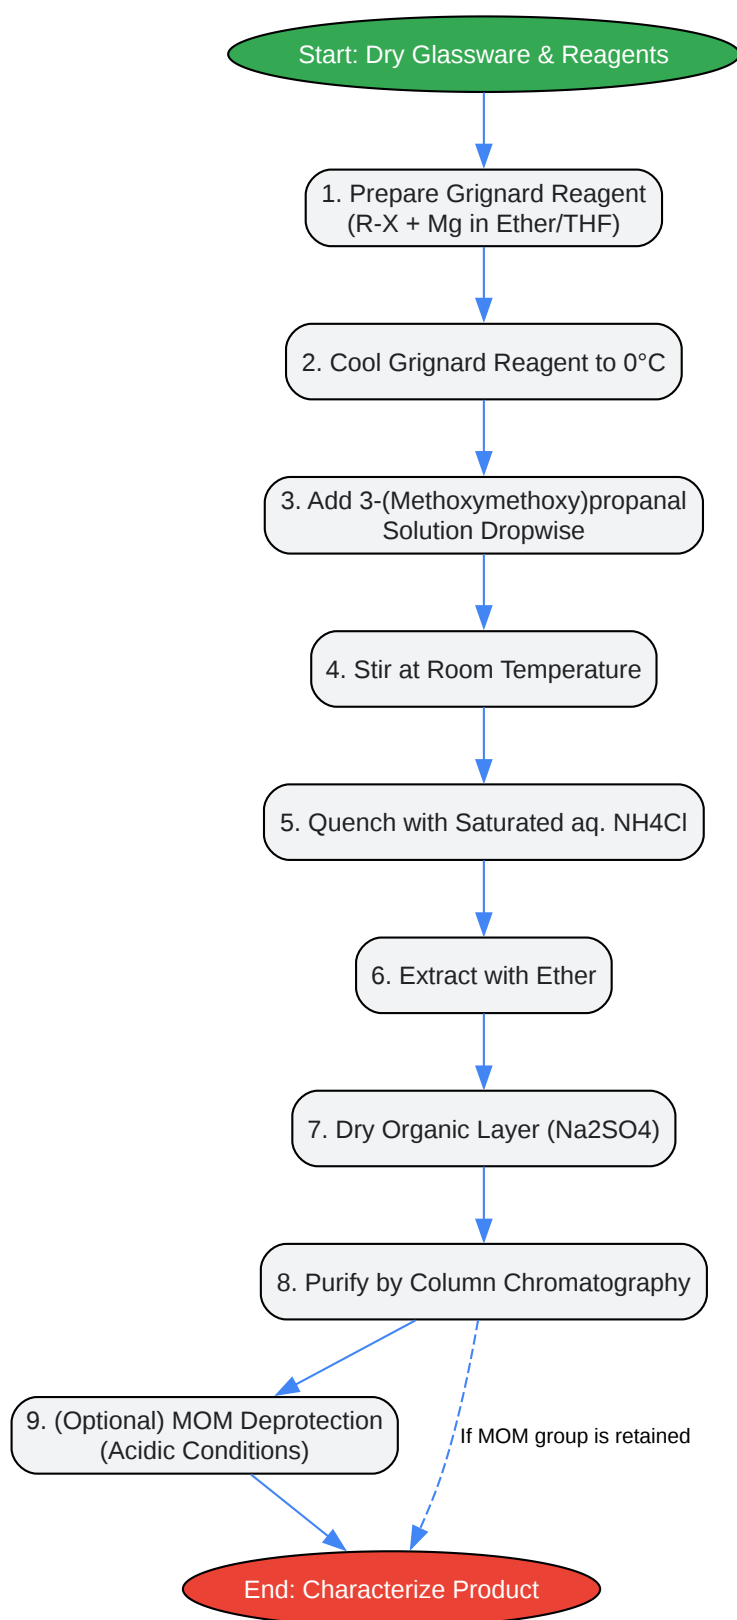 Start: Dry Glassware & Reagents
1. Prepare Grignard Reagent
(R-X + Mg in Ether/THF)
2. Cool Grignard Reagent to 0°C
3. Add 3-(Methoxymethoxy)propanal
Solution Dropwise
4. Stir at Room Temperature
5. Quench with Saturated aq. NH4Cl
6. Extract with Ether
7. Dry Organic Layer (Na2SO4)
8. Purify by Column Chromatography
9. (Optional) MOM Deprotection
(Acidic Conditions)
If MOM group is retained
End: Characterize Product